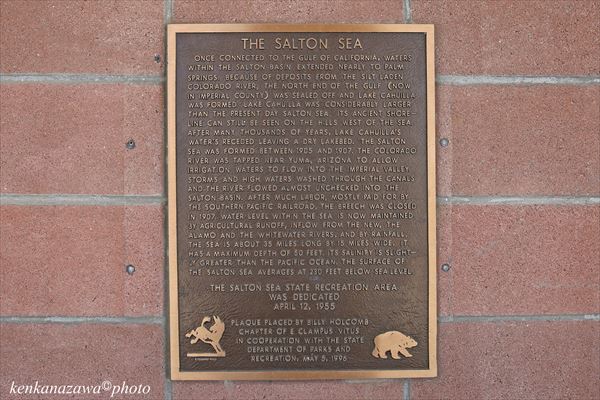 THE SALTON SEA
ONCE CONNECTED TO THE GULF OF CALIFORNIA, WATERS
WITHIN THE SALTON BASIN EXTENDED NEARLY TO PALM
SPRINGS. BECAUSE OF DEPOSITS FROM THE SILT LADEN
COLORADO RIVER, THE NORTH END OF THE GULF (NOW
IN IMPERIAL COUNTY) WAS SEALED OFF AND LAKE CAHUILLA
WAS FORMED. LAKE CAHUILLA WAS CONSIDERABLY LARGER
THAN THE PRESENT DAY SALTON SEA. ITS ANCIENT SHORE-
LINE CAN STILL BE SEEN ON THE HILLS WEST OF THE SEA.
AFTER MANY THOUSANDS OF YEARS, LAKE CAHUILLA'S
WATER'S RECEDED LEAVING A DRY LAKEBED. THE SALTON
SEA WAS FORMED BETWEEN 1905 AND 1907. THE COLORADO
RIVER WAS TAPPED NEAR YUMA, ARIZONA TO ALLOW
IRRIGATION WATERS TO FLOW INTO THE IMPERIAL VALLEY.
STORMS AND HIGH WATERS WASHED THROUGH THE CANALS
AND THE RIVER FLOWED ALMOST UNCHECKED INTO THE
SALTON BASIN. AFTER MUCH LABOR, MOSTLY PAID FOR BY
THE SOUTHERN PACIFIC RAILROAD, THE BREECH WAS CLOSED
IN 1907. WATER LEVEL WITHIN THE SEA IS NOW MAINTAINED
BY AGRICULTURAL RUNOFF, INFLOW FROM THE NEW, THE
ALAMO AND THE WHITEWATER RIVERS, AND BY RAINFALL.
THE SEA IS ABOUT 35 MILES LONG BY 15 MILES WIDE. IT
HAS A MAXIMUM DEPTH OF 50 FEET. ITS SALINITY IS SLIGHT-
LY GREATER THAN THE PACIFIC OCEAN. THE SURFACE OF
THE SALTON SEA AVERAGES AT 230 FEET BELOW SEA LEVEL.
THE SALTON SEA STATE RECREATION AREA
WAS DEDICATED
APRIL 12, 1955
PLAQUE PLACED BY BILLY HOLCOMB
CHAPTER OF E CLAMPUS VITUS
IN COOPERATION WITH THE STATE
DEPARTMENT OF PARKS AND
RECREATION, MAY 5, 1996
kenkanazawa©photo